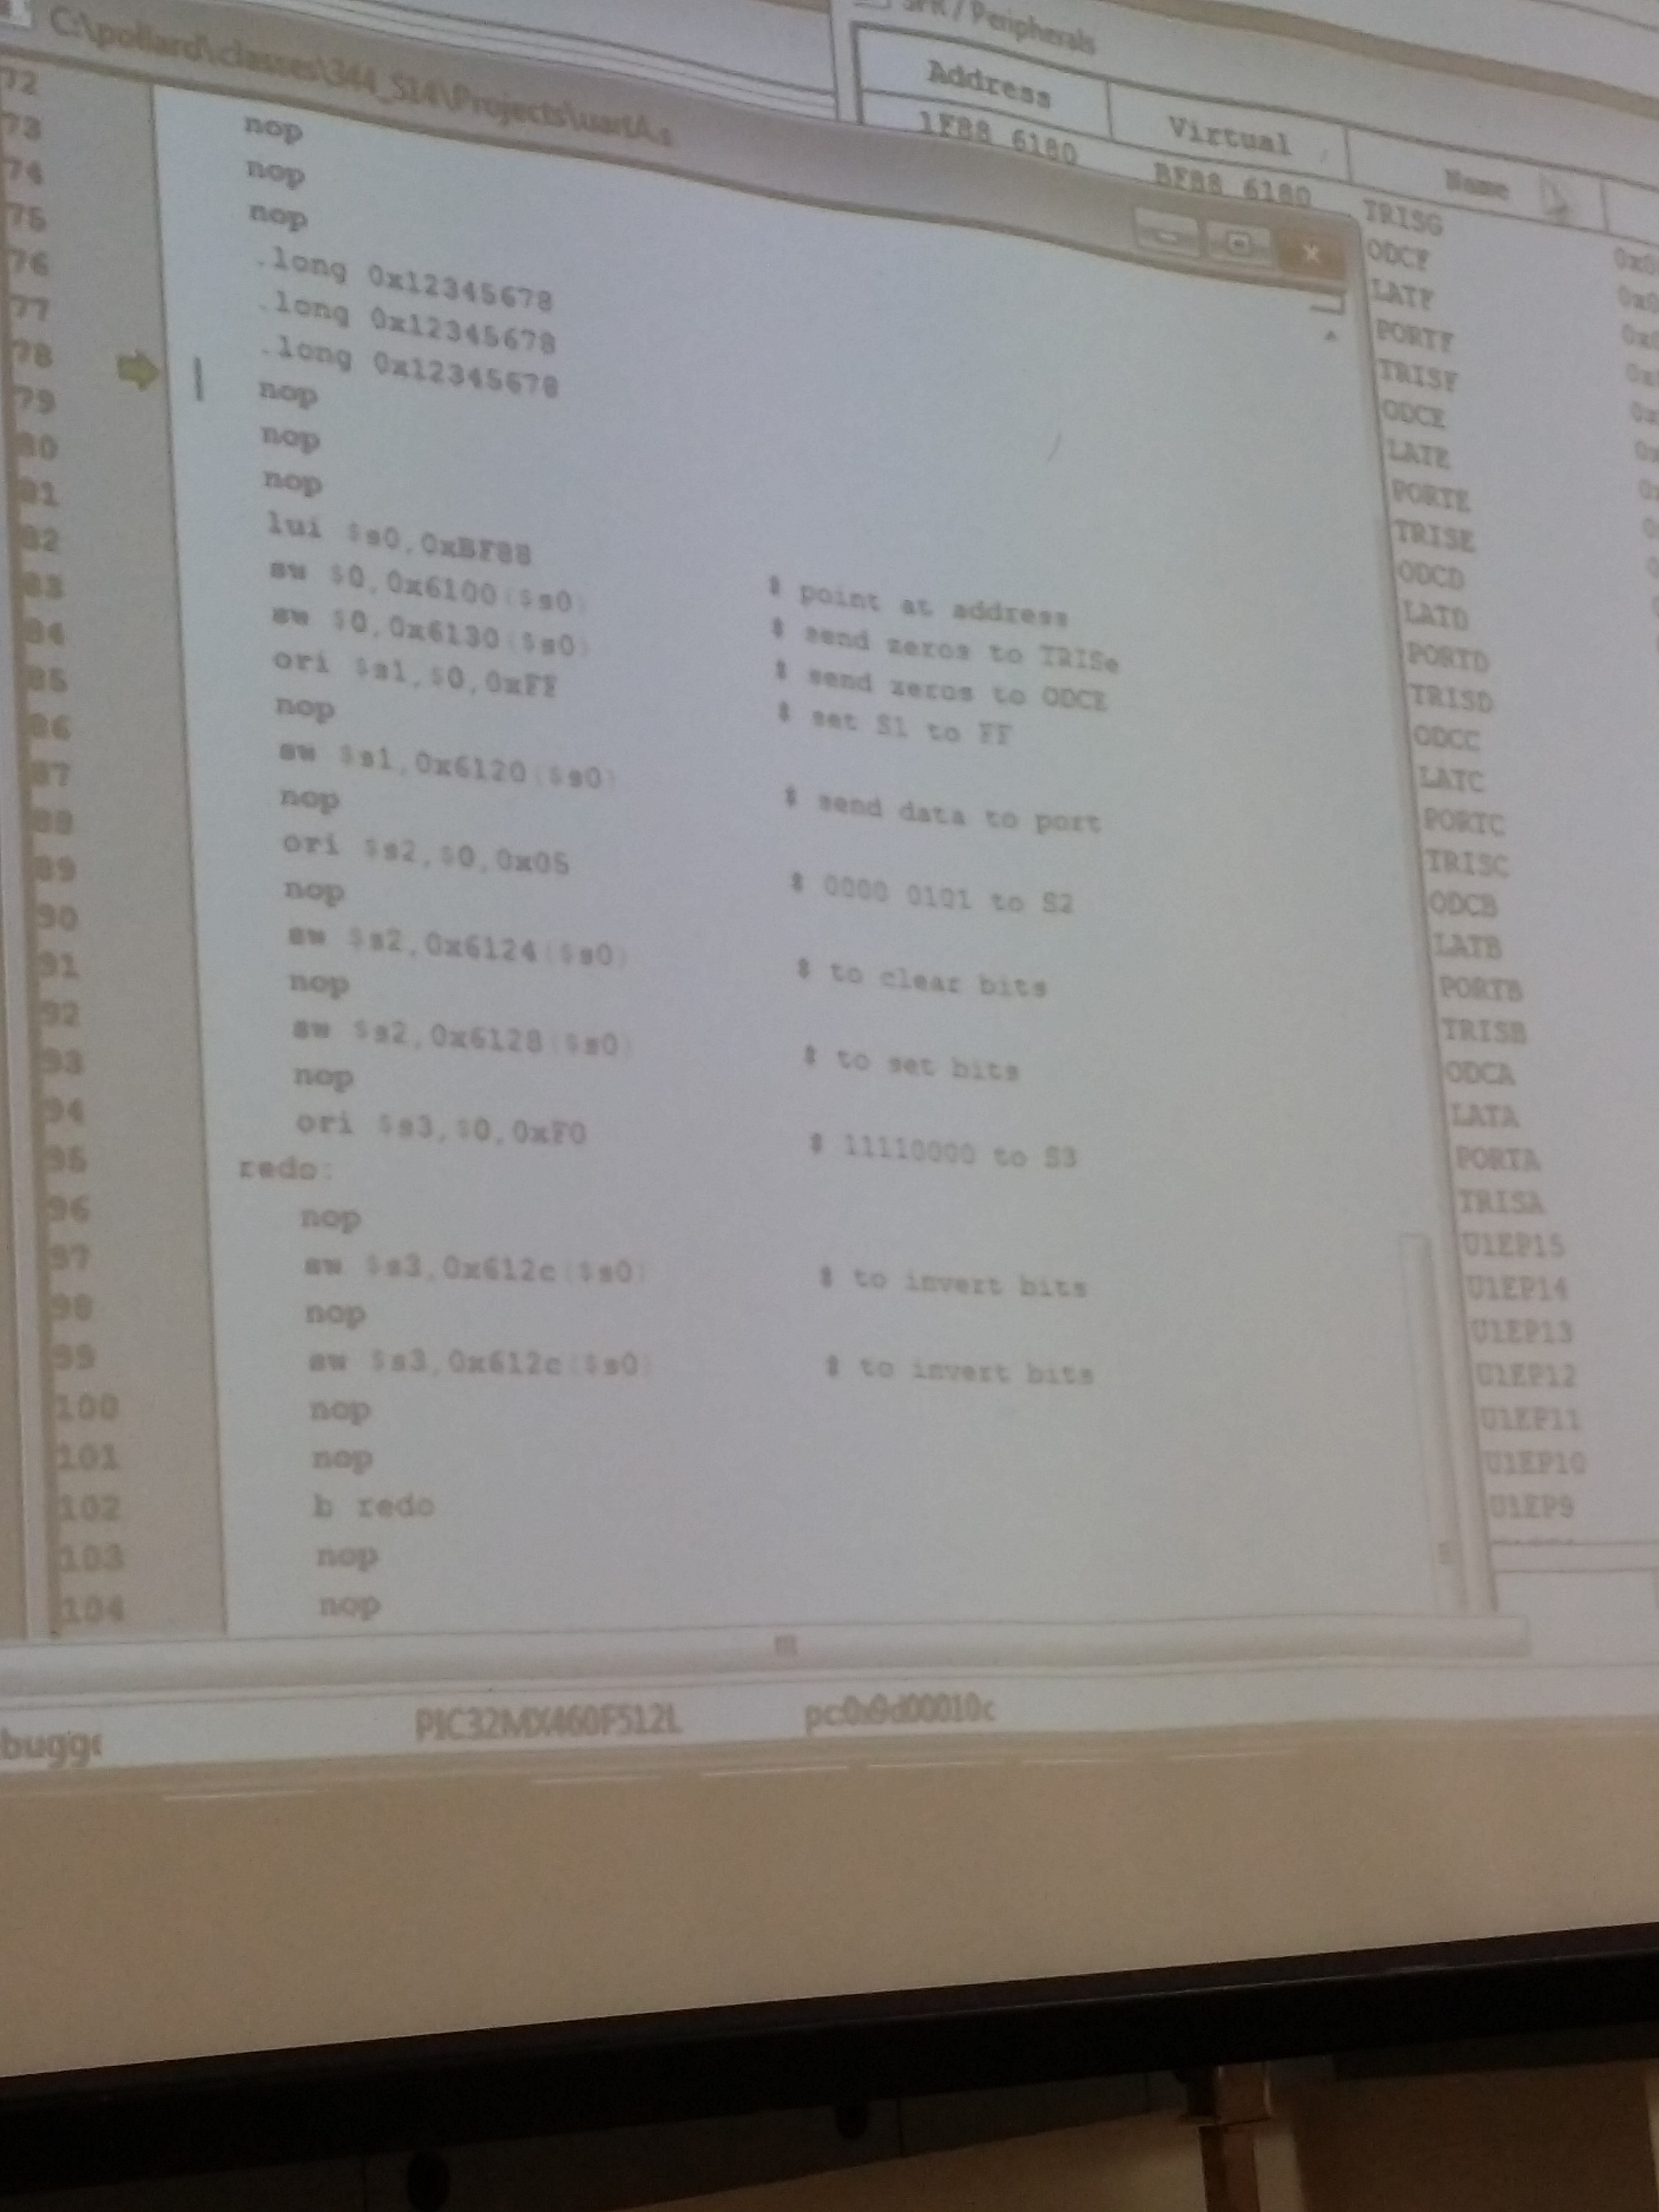 C:\pollard\classes\344_S14\Projects\uartA.s
SFR / Peripherals
Address Virtual Name
1F88 6180 BF88 6180 TRISG
72 nop
73 nop
74 nop
75 .long 0x12345678
76 .long 0x12345678
77 .long 0x12345678
78 nop
79 nop
80 nop
81 lui $s0,0xBF88 # point at address
82 sw $0,0x6100($s0) # send zeros to TRISe
83 sw $0,0x6130($s0) # send zeros to ODCE
84 ori $s1,$0,0xFF # set S1 to FF
85 nop
86 sw $s1,0x6120($s0) # send data to port
87 nop
88 ori $s2,$0,0x05 # 0000 0101 to S2
89 nop
90 sw $s2,0x6124($s0) # to clear bits
91 nop
92 sw $s2,0x6128($s0) # to set bits
93 nop
94 ori $s3,$0,0xF0 # 11110000 to S3
95 redo:
96 nop
97 sw $s3,0x612c($s0) # to invert bits
98 nop
99 sw $s3,0x612c($s0) # to invert bits
100 nop
101 nop
102 b redo
103 nop
104 nop
ODCF
LATF
PORTF
TRISF
ODCE
LATE
PORTE
TRISE
ODCD
LATD
PORTD
TRISD
ODCC
LATC
PORTC
TRISC
ODCB
LATB
PORTB
TRISB
ODCA
LATA
PORTA
TRISA
U1EP15
U1EP14
U1EP13
U1EP12
U1EP11
U1EP10
U1EP9
bugge PIC32MX460F512L pc:0x9d00010c